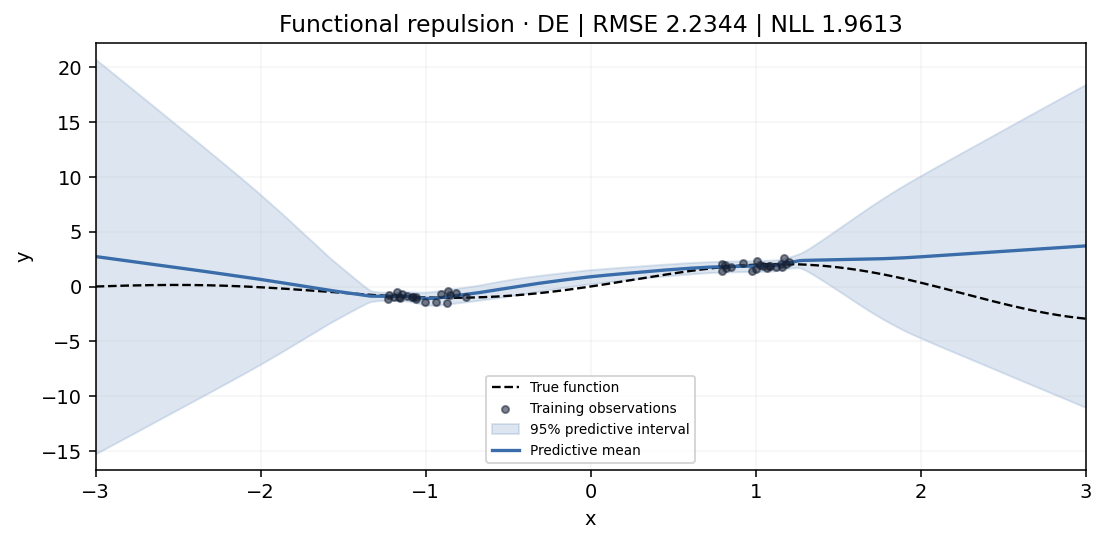 Functional repulsion · DE | RMSE 2.2344 | NLL 1.9613
y
20
15
10
5
0
−5
−10
−15
True function
Training observations
95% predictive interval
Predictive mean
−3 −2 −1 0 1 2 3
x